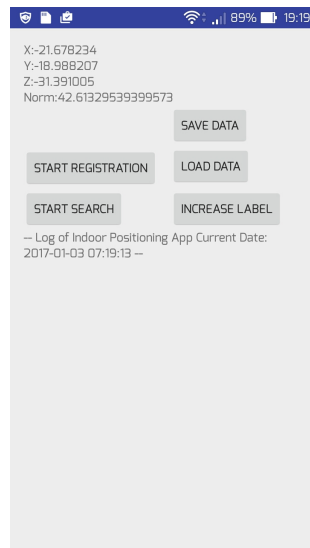 89% 19:19
X:-21.678234
Y:-18.988207
Z:-31.391005
Norm:42.61329539399573
SAVE DATA
START REGISTRATION LOAD DATA
START SEARCH INCREASE LABEL
-- Log of Indoor Positioning App Current Date:
2017-01-03 07:19:13 --